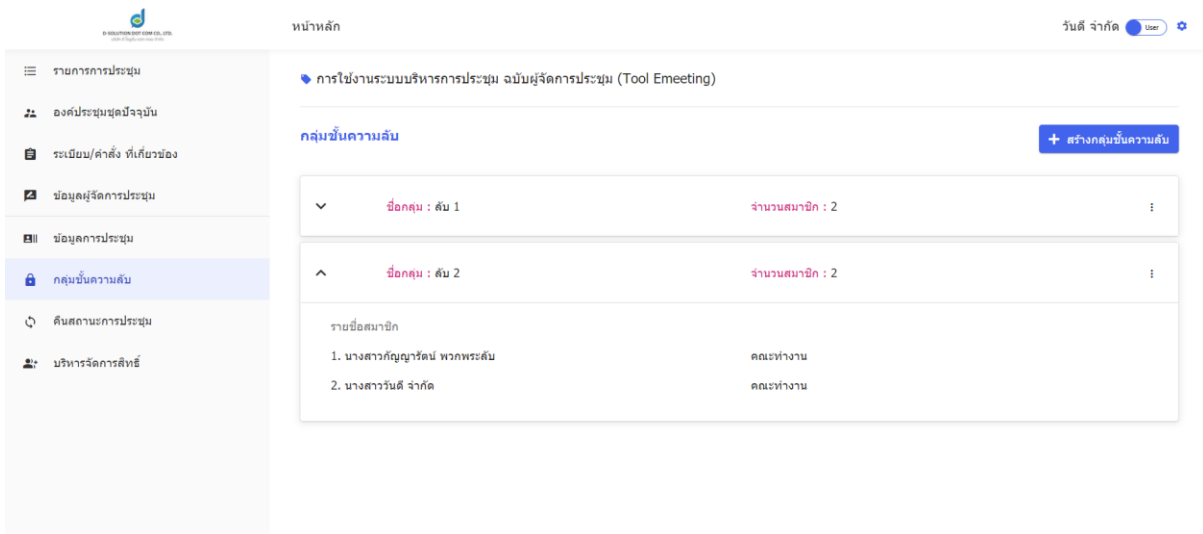 D-SOLUTION DOT COM CO., LTD.
หน้าหลัก
วันดี จำกัด User
รายการการประชุม
การใช้งานระบบบริหารการประชุม ฉบับผู้จัดการประชุม (Tool Emeeting)
องค์ประชุมชุดปัจจุบัน
กลุ่มชั้นความลับ
+ สร้างกลุ่มชั้นความลับ
ระเบียบ/คำสั่ง ที่เกี่ยวข้อง
ข้อมูลผู้จัดการประชุม
ชื่อกลุ่ม : ลับ 1 จำนวนสมาชิก : 2
ข้อมูลการประชุม
กลุ่มชั้นความลับ
ชื่อกลุ่ม : ลับ 2 จำนวนสมาชิก : 2
คืนสถานะการประชุม
รายชื่อสมาชิก
บริหารจัดการสิทธิ์
1. นางสาวกัญญารัตน์ พวกพระลับ คณะทำงาน
2. นางสาววันดี จำกัด คณะทำงาน